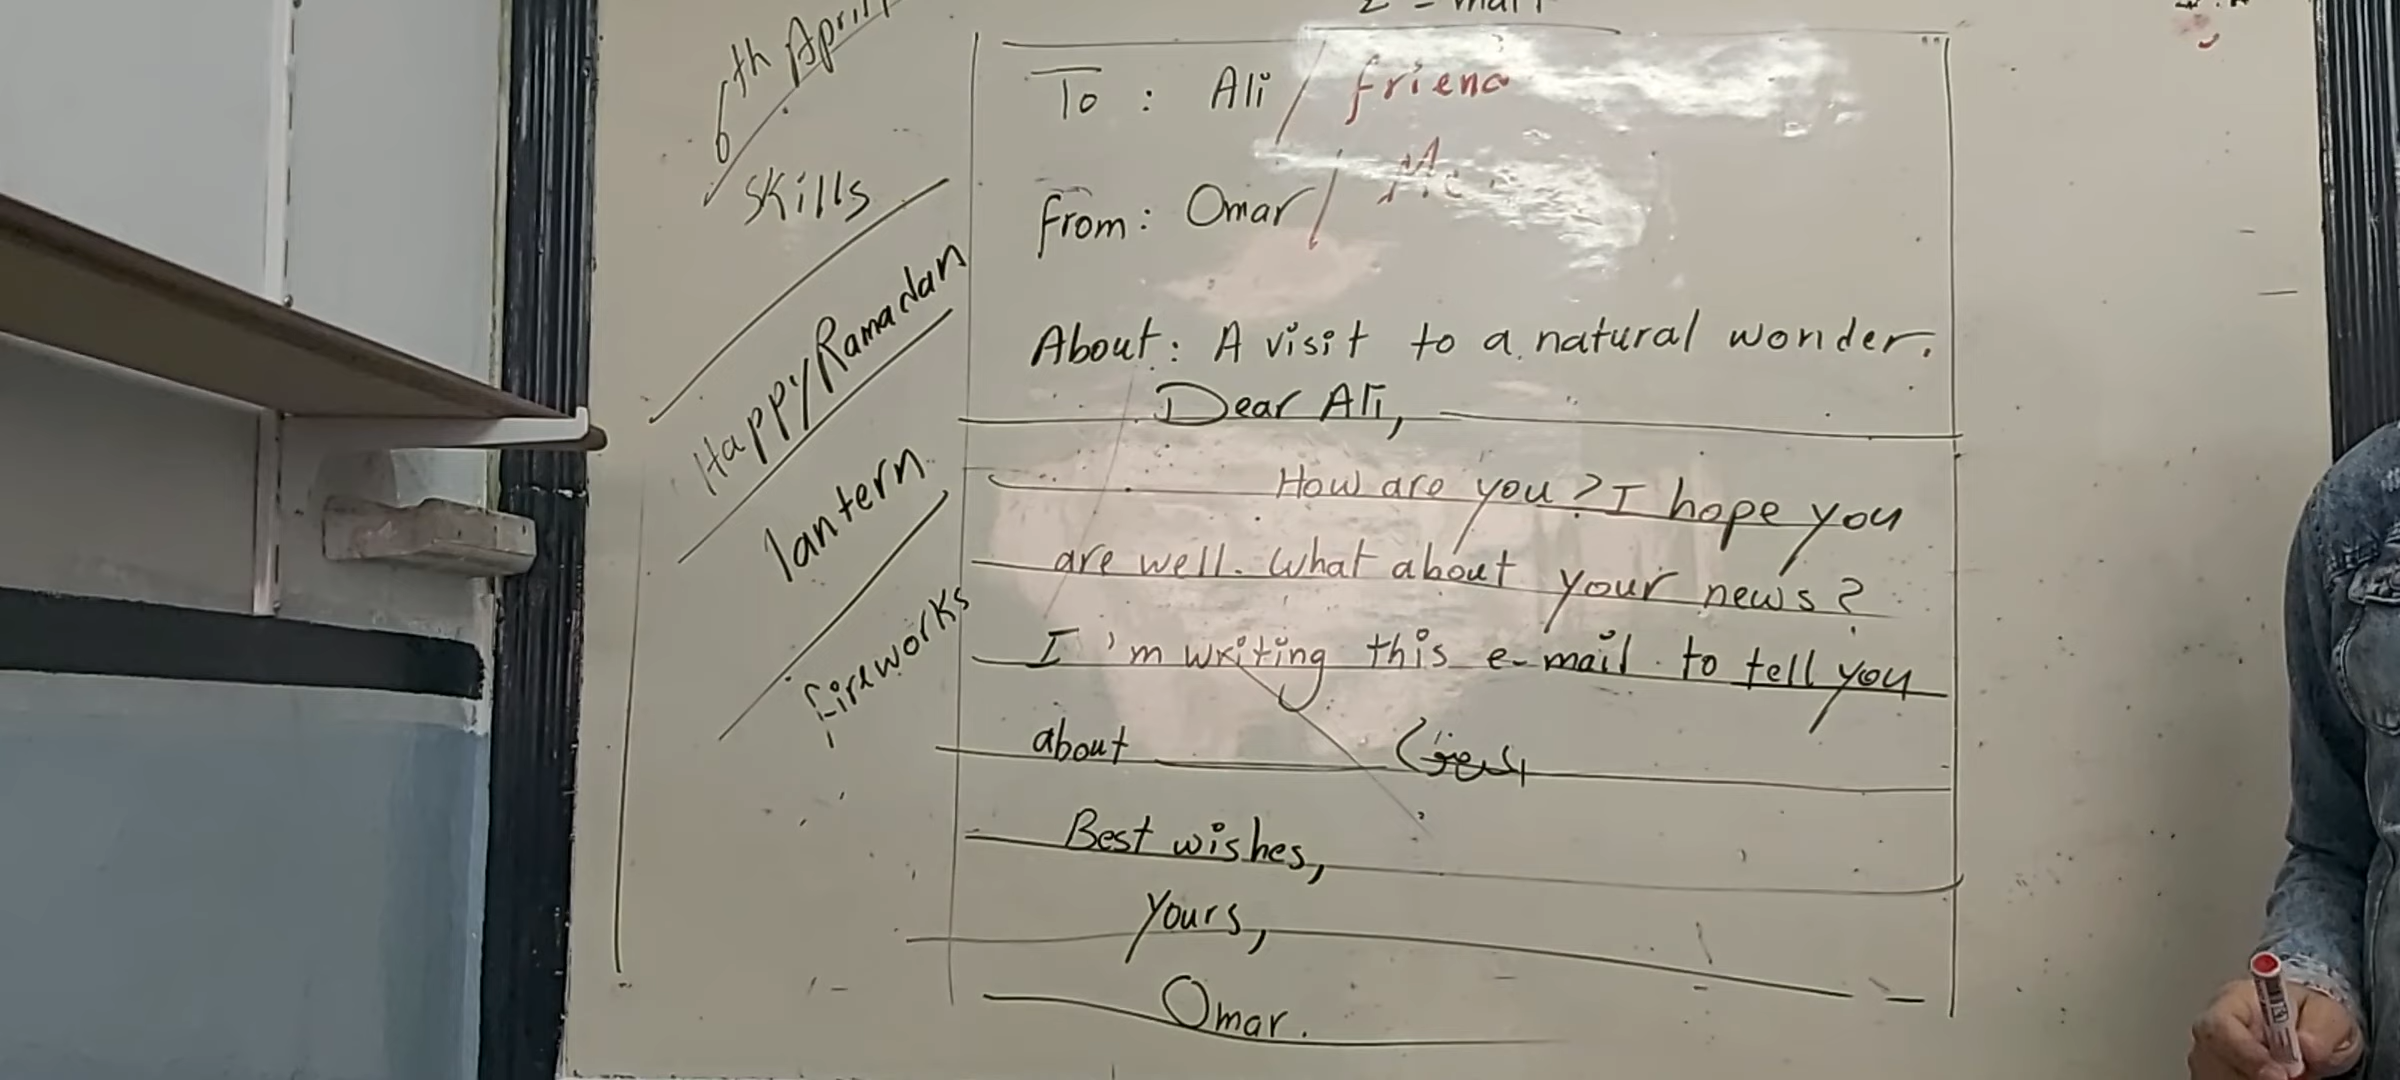 6th April
Skills
Happy Ramadan
lantern
fireworks
E-mail
To : Ali / friend
From : Omar / Me
About : A visit to a natural wonder.
Dear Ali,
How are you? I hope you
are well. What about your news?
I'm writing this e-mail to tell you
about
Best wishes,
yours,
Omar.